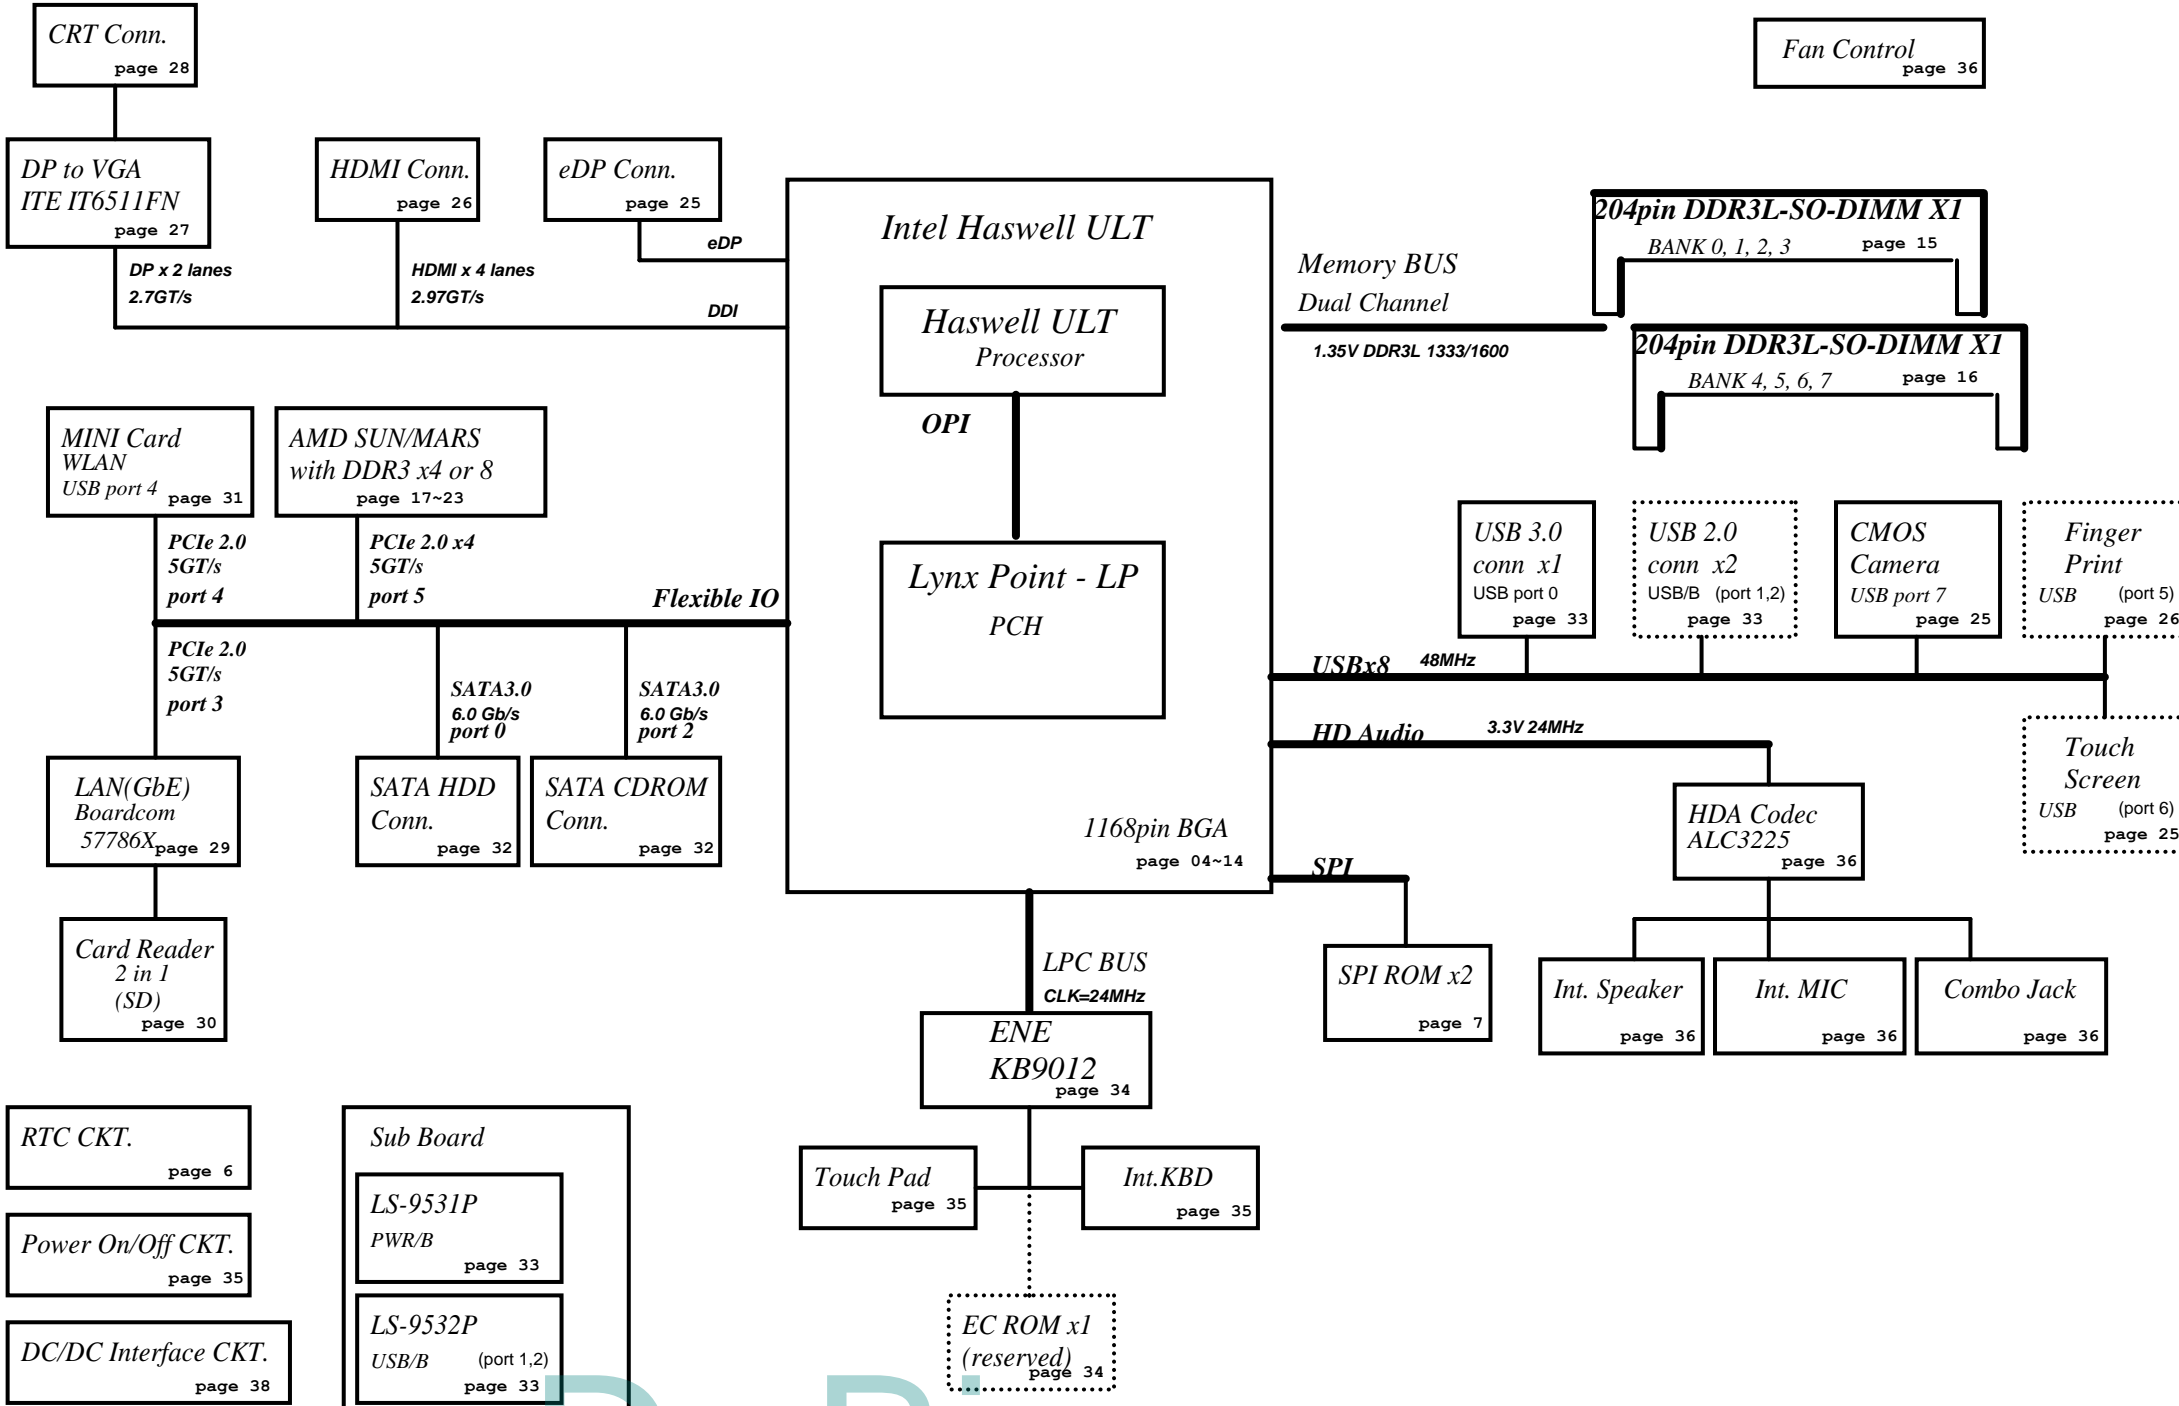 CRT Conn.
page 28
Fan Control
page 36
DP to VGA
ITE IT6511FN
page 27
HDMI Conn.
page 26
eDP Conn.
page 25
DP x 2 lanes
2.7GT/s
HDMI x 4 lanes
2.97GT/s
eDP
DDI
Intel Haswell ULT
Haswell ULT
Processor
OPI
Lynx Point - LP
PCH
1168pin BGA
page 04~14
Memory BUS
Dual Channel
1.35V DDR3L 1333/1600
204pin DDR3L-SO-DIMM X1
BANK 0, 1, 2, 3
page 15
204pin DDR3L-SO-DIMM X1
BANK 4, 5, 6, 7
page 16
MINI Card
WLAN
USB port 4
page 31
AMD SUN/MARS
with DDR3 x4 or 8
page 17~23
PCIe 2.0
5GT/s
port 4
PCIe 2.0 x4
5GT/s
port 5
Flexible IO
PCIe 2.0
5GT/s
port 3
SATA3.0
6.0 Gb/s
port 0
SATA3.0
6.0 Gb/s
port 2
USB 3.0
conn x1
USB port 0
page 33
USB 2.0
conn x2
USB/B (port 1,2)
page 33
CMOS
Camera
USB port 7
page 25
Finger
Print
USB (port 5)
page 26
USBx8
48MHz
HD Audio
3.3V 24MHz
Touch
Screen
USB (port 6)
page 25
LAN(GbE)
Boardcom
57786X
page 29
SATA HDD
Conn.
page 32
SATA CDROM
Conn.
page 32
HDA Codec
ALC3225
page 36
SPI
Card Reader
2 in 1
(SD)
page 30
LPC BUS
CLK=24MHz
SPI ROM x2
page 7
Int. Speaker
page 36
Int. MIC
page 36
Combo Jack
page 36
ENE
KB9012
page 34
RTC CKT.
page 6
Sub Board
LS-9531P
PWR/B
page 33
Touch Pad
page 35
Int.KBD
page 35
Power On/Off CKT.
page 35
LS-9532P
USB/B (port 1,2)
page 33
EC ROM x1
(reserved)
page 34
DC/DC Interface CKT.
page 38